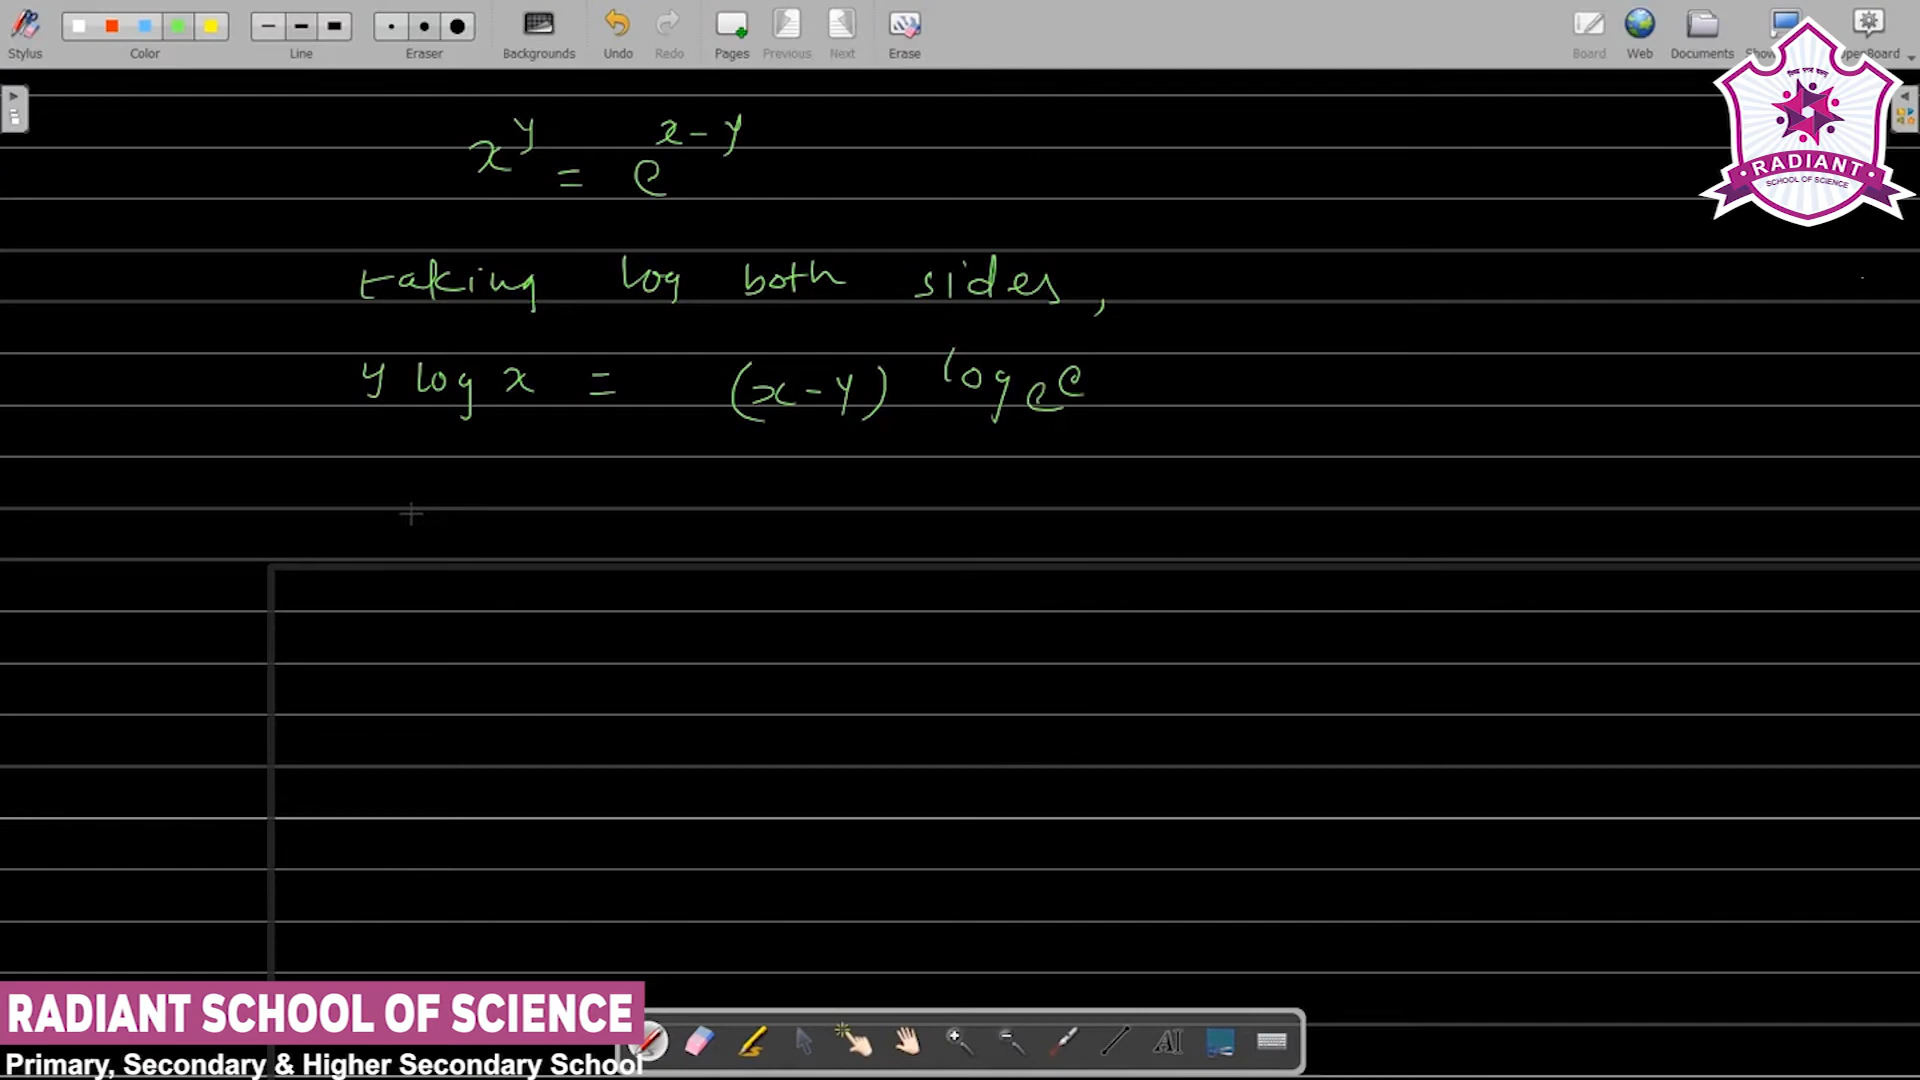 Stylus Color Line Eraser Backgrounds Undo Redo Pages Previous Next Erase Board Web Documents
x^y = e^{x-y}
taking log both sides,
y log x = (x-y) log_e e
RADIANT
SCHOOL OF SCIENCE
RADIANT SCHOOL OF SCIENCE
Primary, Secondary & Higher Secondary School
AI